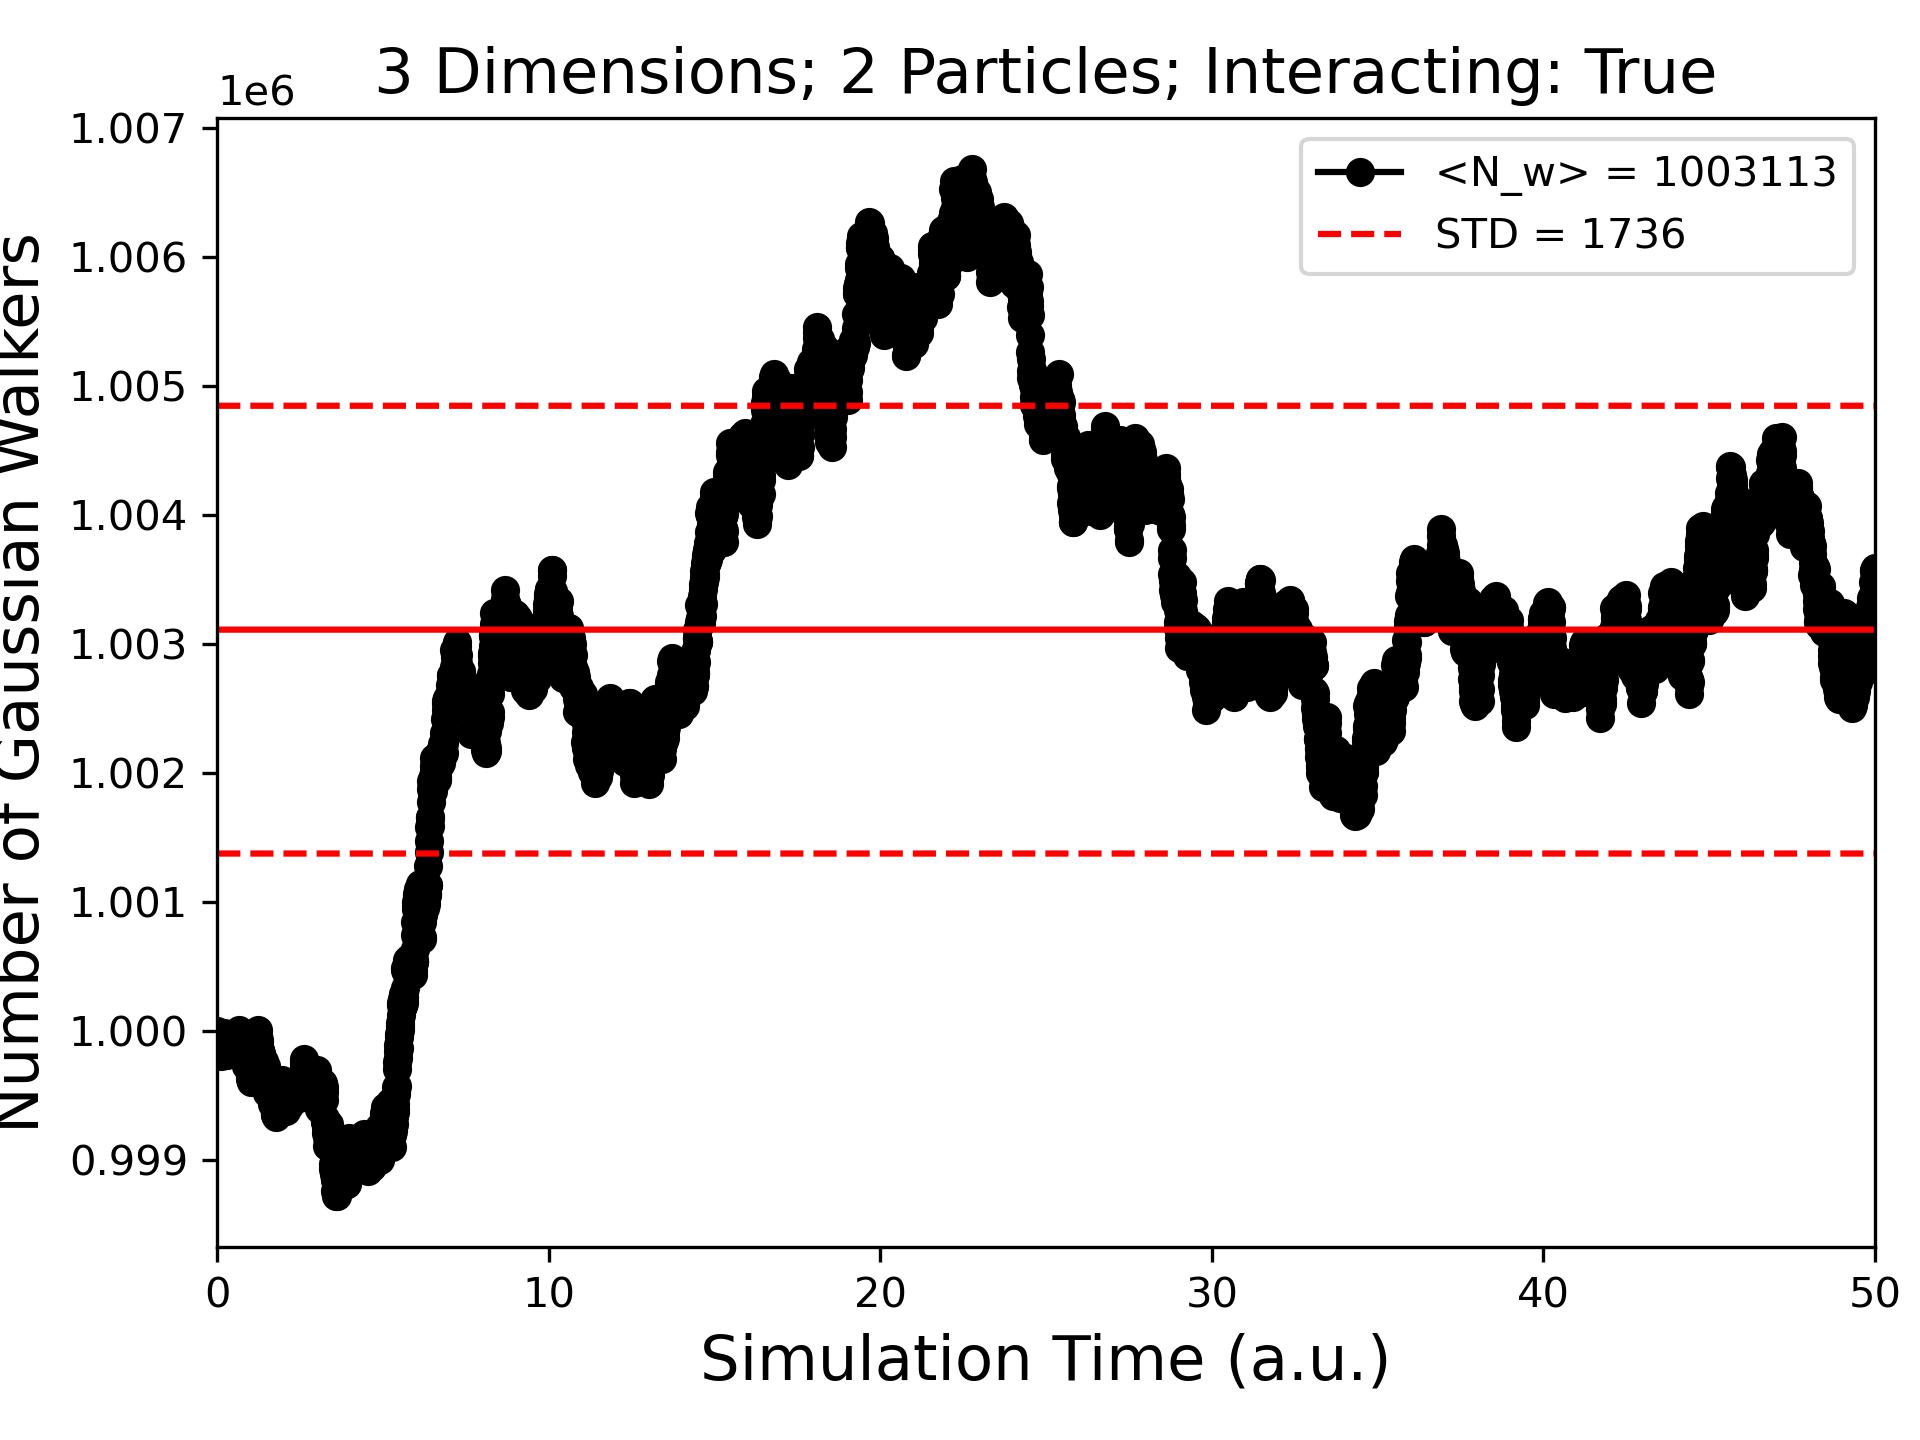 3 Dimensions; 2 Particles; Interacting: True
1e6
<N_w> = 1003113
STD = 1736
1.007
1.006
1.005
1.004
1.003
1.002
1.001
1.000
0.999
Number of Gaussian Walkers
0 10 20 30 40 50
Simulation Time (a.u.)